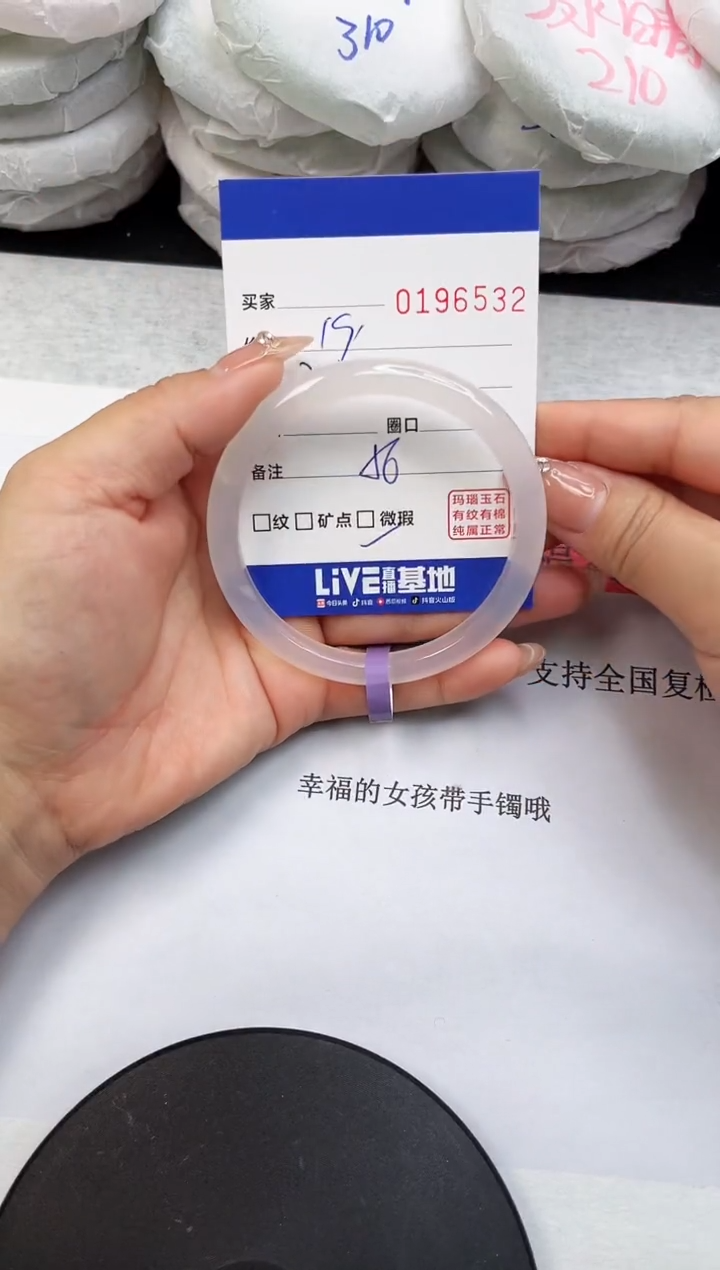 310
210
买家 0196532
19
圈口
备注 56
□纹 □矿点 □微瑕
玛瑙玉石
有纹有棉
纯属正常
LiVE直播基地
今日头条 抖音 西瓜视频 抖音火山版
支持全国复检
幸福的女孩带手镯哦